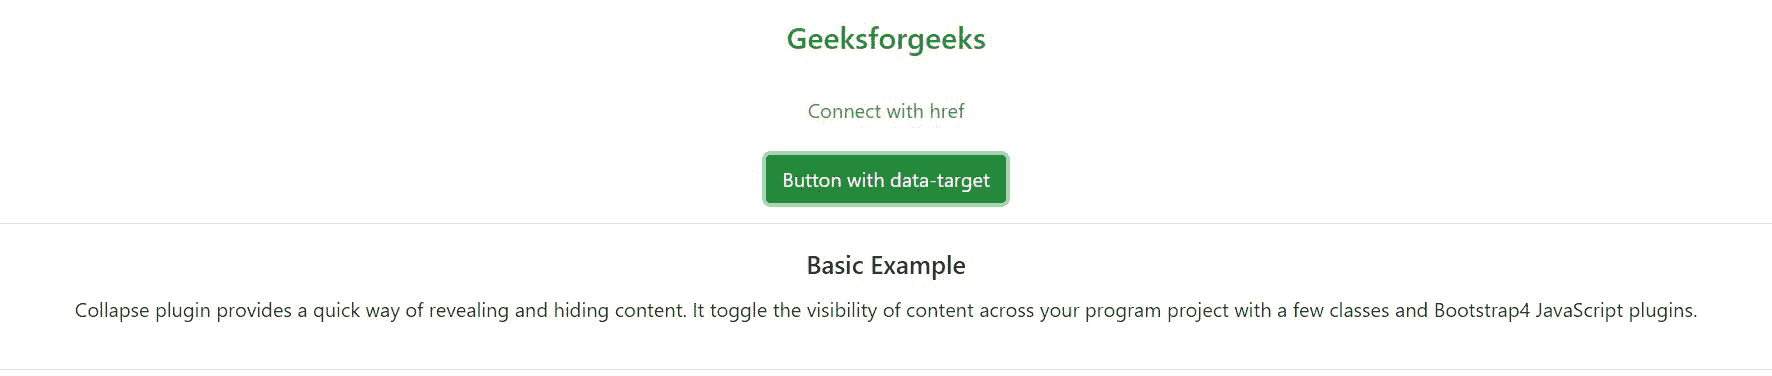 Geeksforgeeks
Connect with href
Button with data-target
Basic Example
Collapse plugin provides a quick way of revealing and hiding content. It toggle the visibility of content across your program project with a few classes and Bootstrap4 JavaScript plugins.